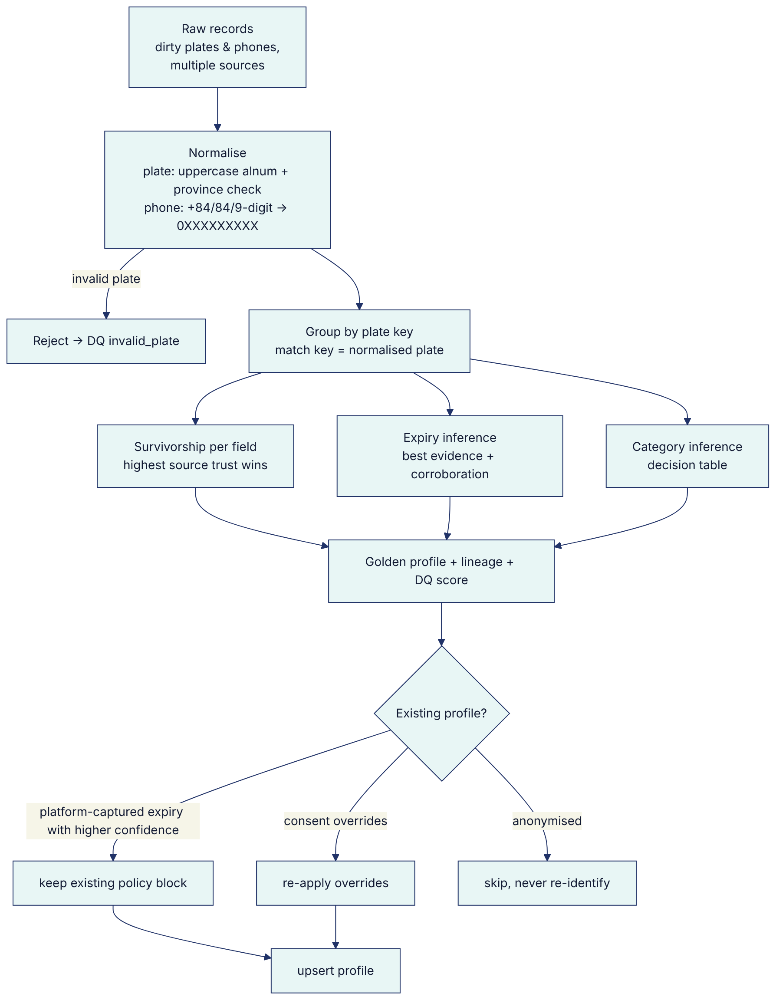 Raw records
dirty plates & phones,
multiple sources
Normalise
plate: uppercase alnum +
province check
phone: +84/84/9-digit →
0XXXXXXXXX
invalid plate
Reject → DQ invalid_plate
Group by plate key
match key = normalised plate
Survivorship per field
highest source trust wins
Expiry inference
best evidence +
corroboration
Category inference
decision table
Golden profile + lineage +
DQ score
Existing profile?
platform-captured expiry
with higher confidence
consent overrides
anonymised
keep existing policy block
re-apply overrides
skip, never re-identify
upsert profile